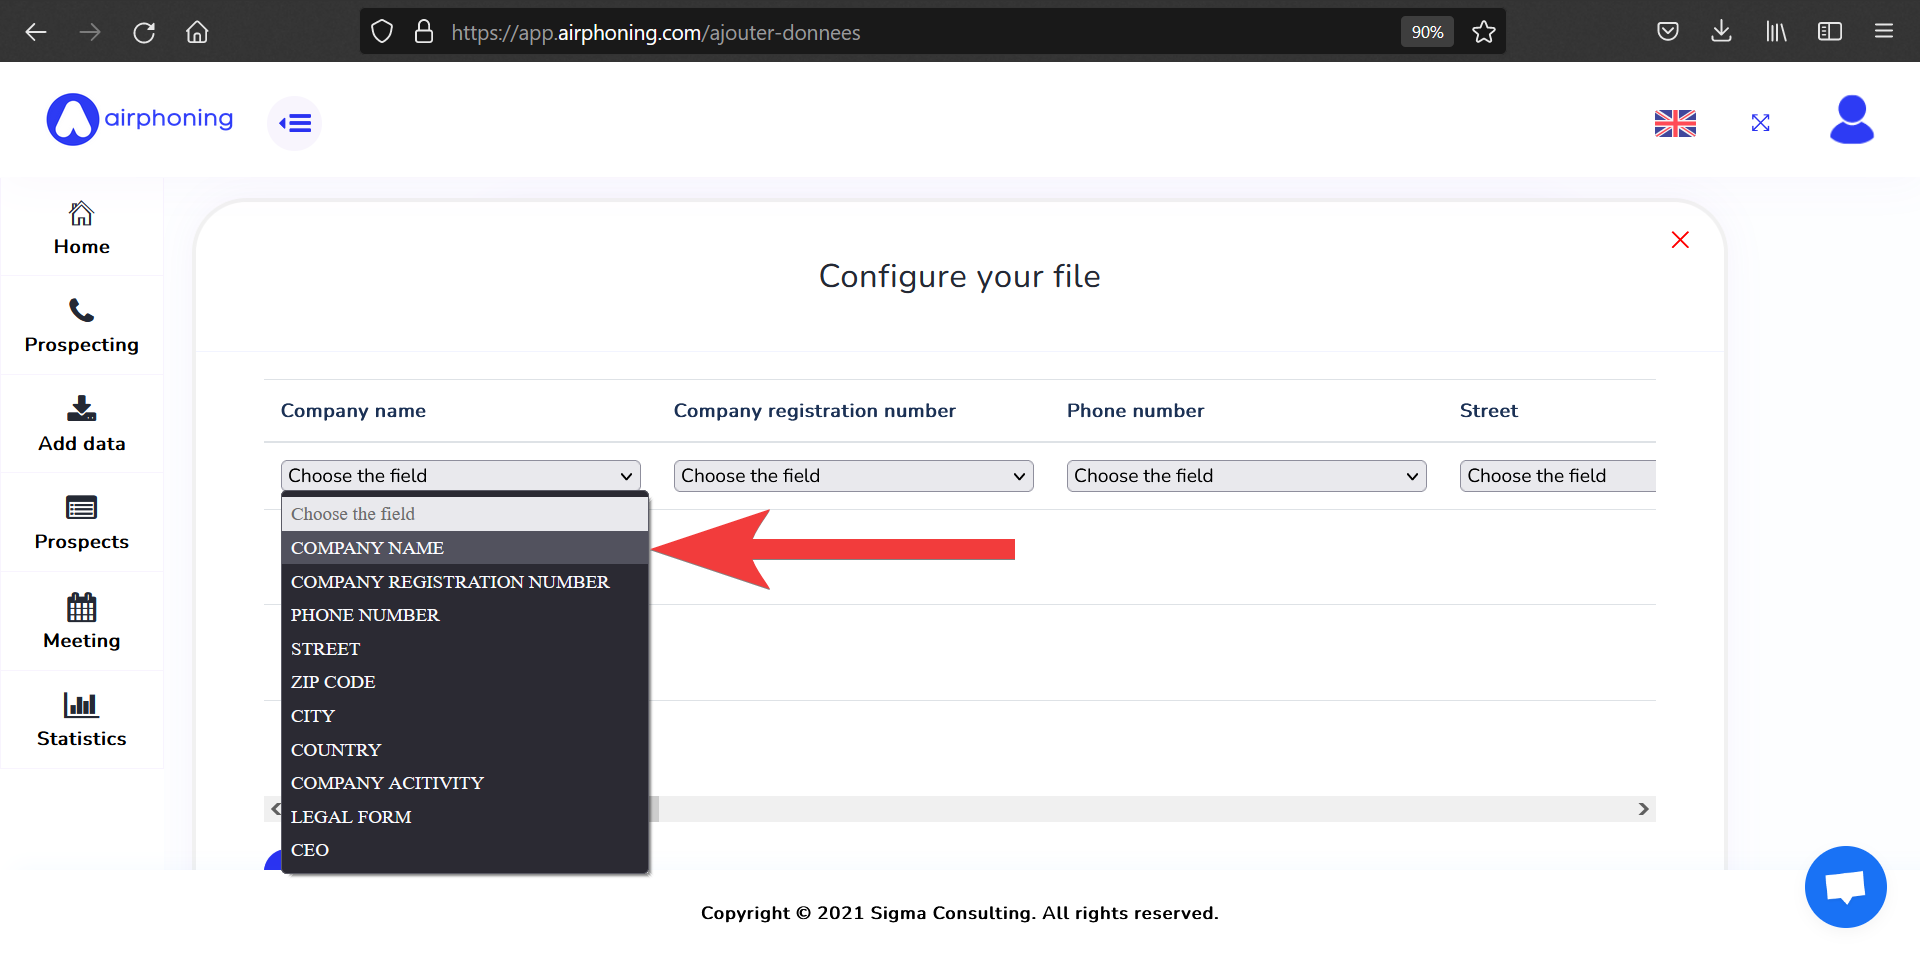 https://app.airphoning.com/ajouter-donnees
90%
airphoning
Home
Prospecting
Add data
Prospects
Meeting
Statistics
Configure your file
Company name
Company registration number
Phone number
Street
Choose the field
Choose the field
Choose the field
Choose the field
Choose the field
COMPANY NAME
COMPANY REGISTRATION NUMBER
PHONE NUMBER
STREET
ZIP CODE
CITY
COUNTRY
COMPANY ACITIVITY
LEGAL FORM
CEO
Copyright © 2021 Sigma Consulting. All rights reserved.